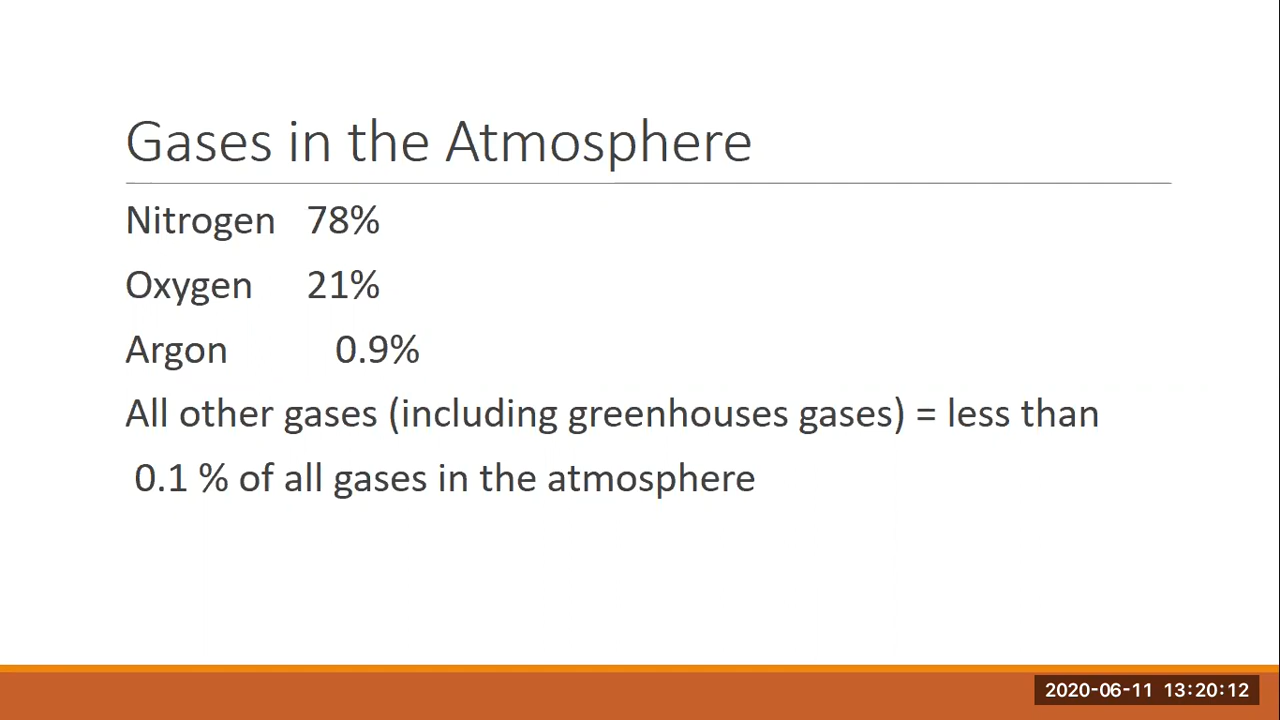 Gases in the Atmosphere
Nitrogen 78%
Oxygen 21%
Argon 0.9%
All other gases (including greenhouses gases) = less than
0.1 % of all gases in the atmosphere
2020-06-11 13:20:12